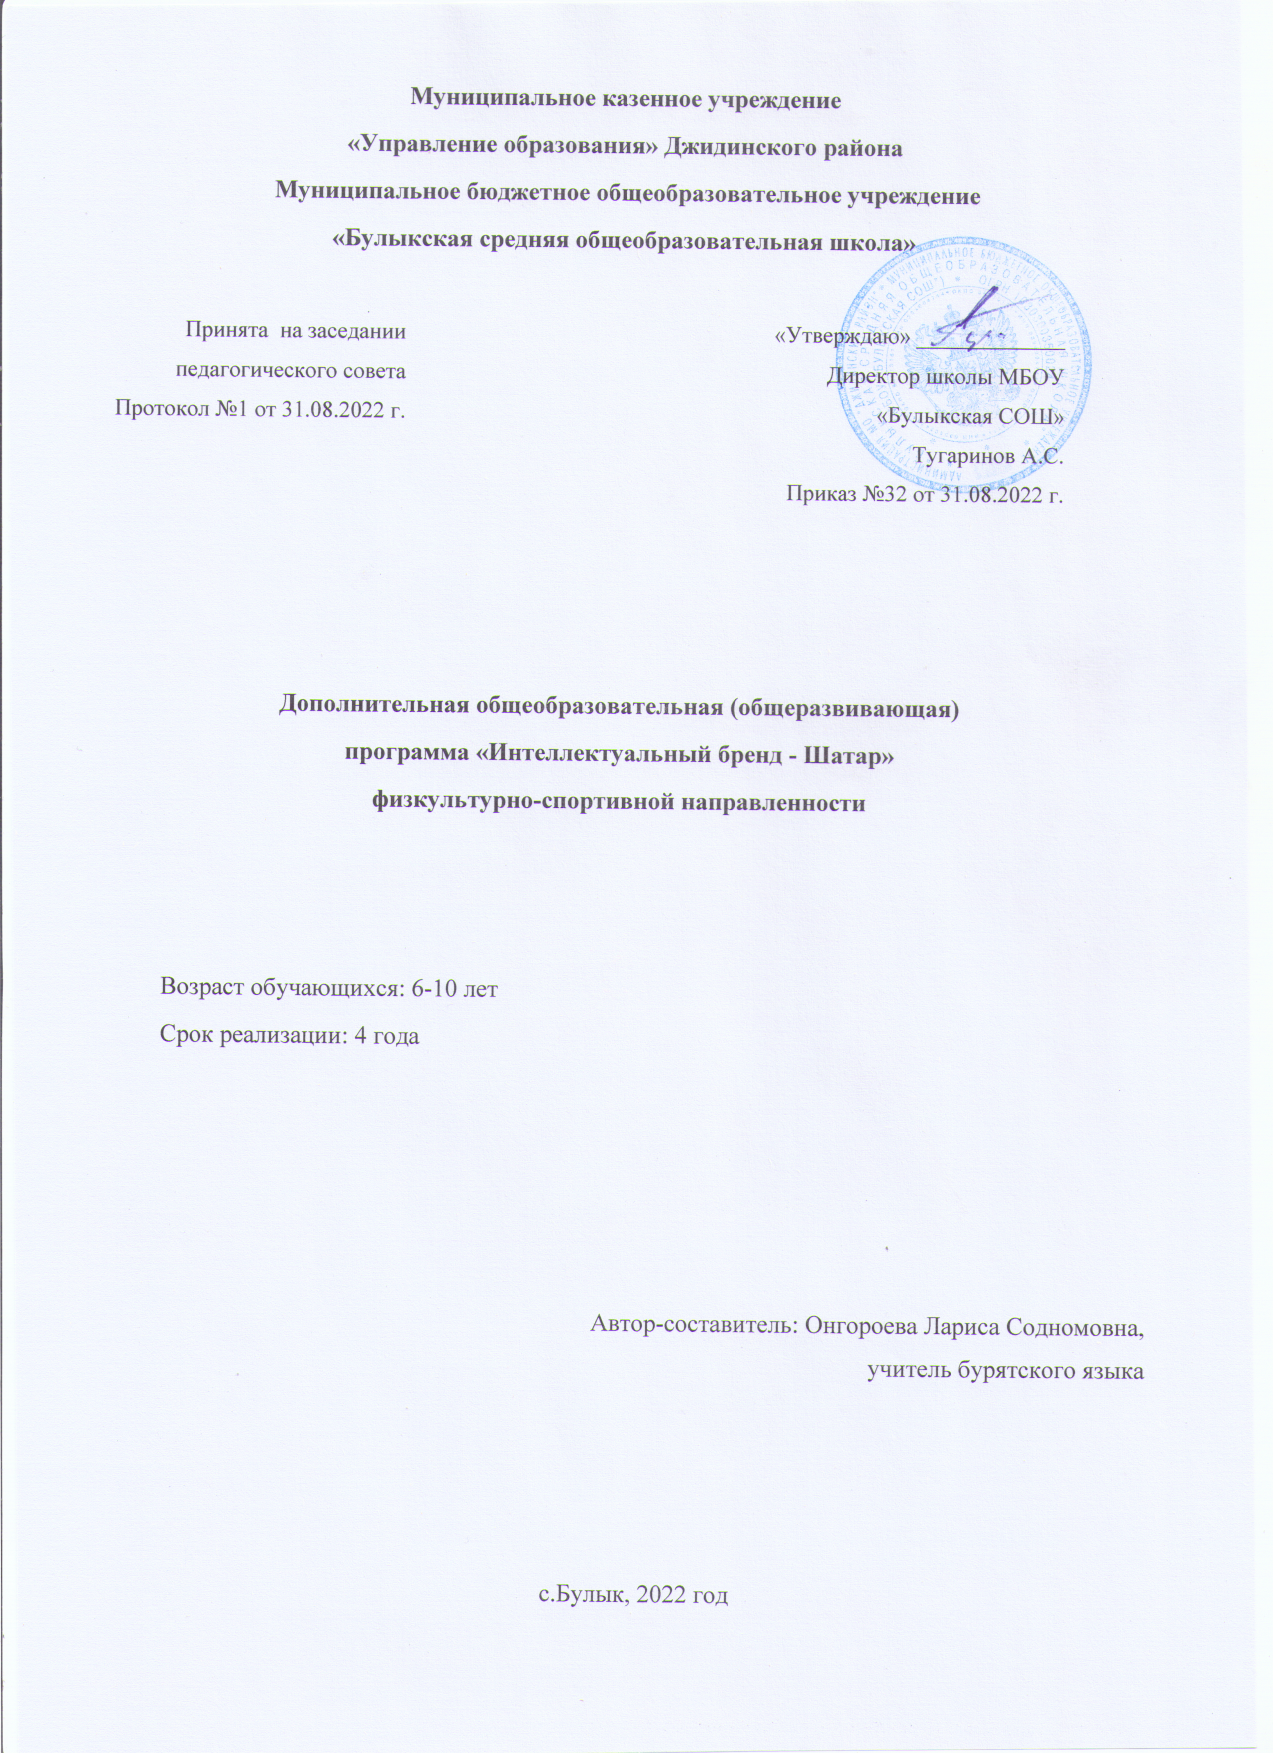 Муниципальное казенное учреждение
«Управление образования» Джидинского района
Муниципальное бюджетное общеобразовательное учреждение
«Булыкская средняя общеобразовательная школа»
Принята на заседании
педагогического совета
Протокол №1 от 31.08.2022 г.
«Утверждаю»
Директор школы МБОУ
«Булыкская СОШ»
Тугаринов А.С.
Приказ №32 от 31.08.2022 г.
Дополнительная общеобразовательная (общеразвивающая)
программа «Интеллектуальный бренд - Шатар»
физкультурно-спортивной направленности
Возраст обучающихся: 6-10 лет
Срок реализации: 4 года
Автор-составитель: Онгороева Лариса Содномовна,
учитель бурятского языка
с.Булык, 2022 год